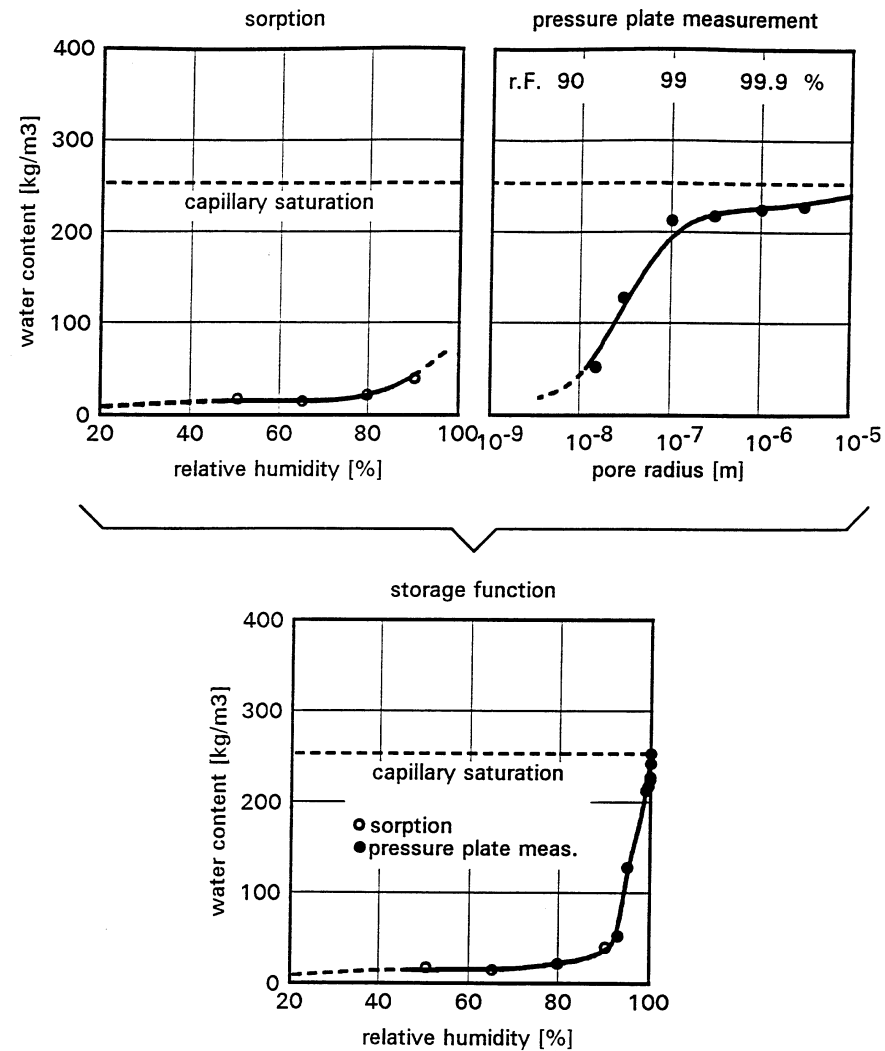 sorption
400
300
200
100
0
water content [kg/m3]
capillary saturation
20 40 60 80 100
relative humidity [%]
pressure plate measurement
r.F. 90 99 99.9 %
10-9 10-8 10-7 10-6 10-5
pore radius [m]
storage function
400
300
200
100
0
water content [kg/m3]
capillary saturation
sorption
pressure plate meas.
20 40 60 80 100
relative humidity [%]